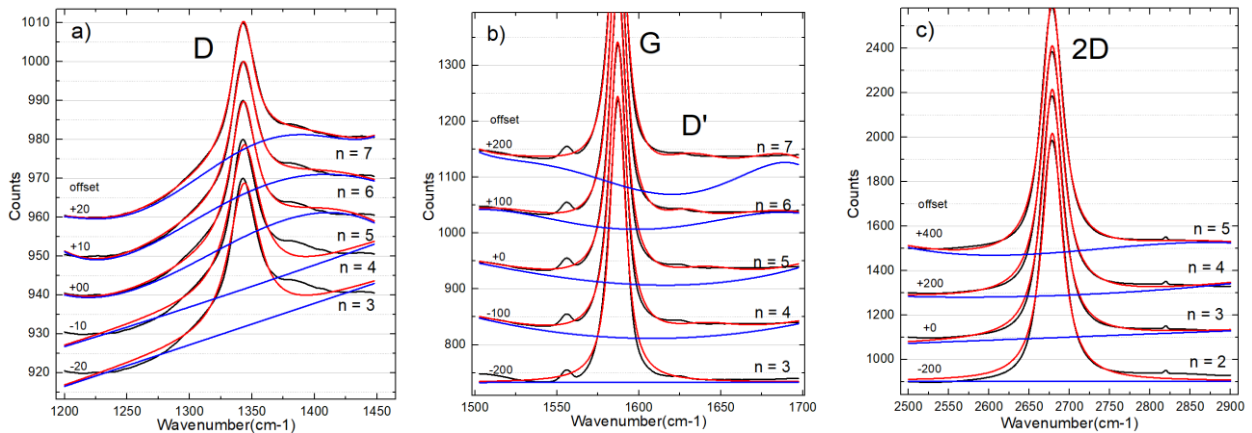 a)
D
1010
1000
990
980
970
960
950
940
930
920
Counts
offset
+20
+10
+00
-10
-20
n = 7
n = 6
n = 5
n = 4
n = 3
1200 1250 1300 1350 1400 1450
Wavenumber(cm-1)
b)
G
D'
1300
1200
1100
1000
900
800
Counts
offset
+200
+100
+0
-100
-200
n = 7
n = 6
n = 5
n = 4
n = 3
1500 1550 1600 1650 1700
Wavenumber(cm-1)
c)
2D
2400
2200
2000
1800
1600
1400
1200
1000
Counts
offset
+400
+200
+0
-200
n = 5
n = 4
n = 3
n = 2
2500 2550 2600 2650 2700 2750 2800 2850 2900
Wavenumber(cm-1)